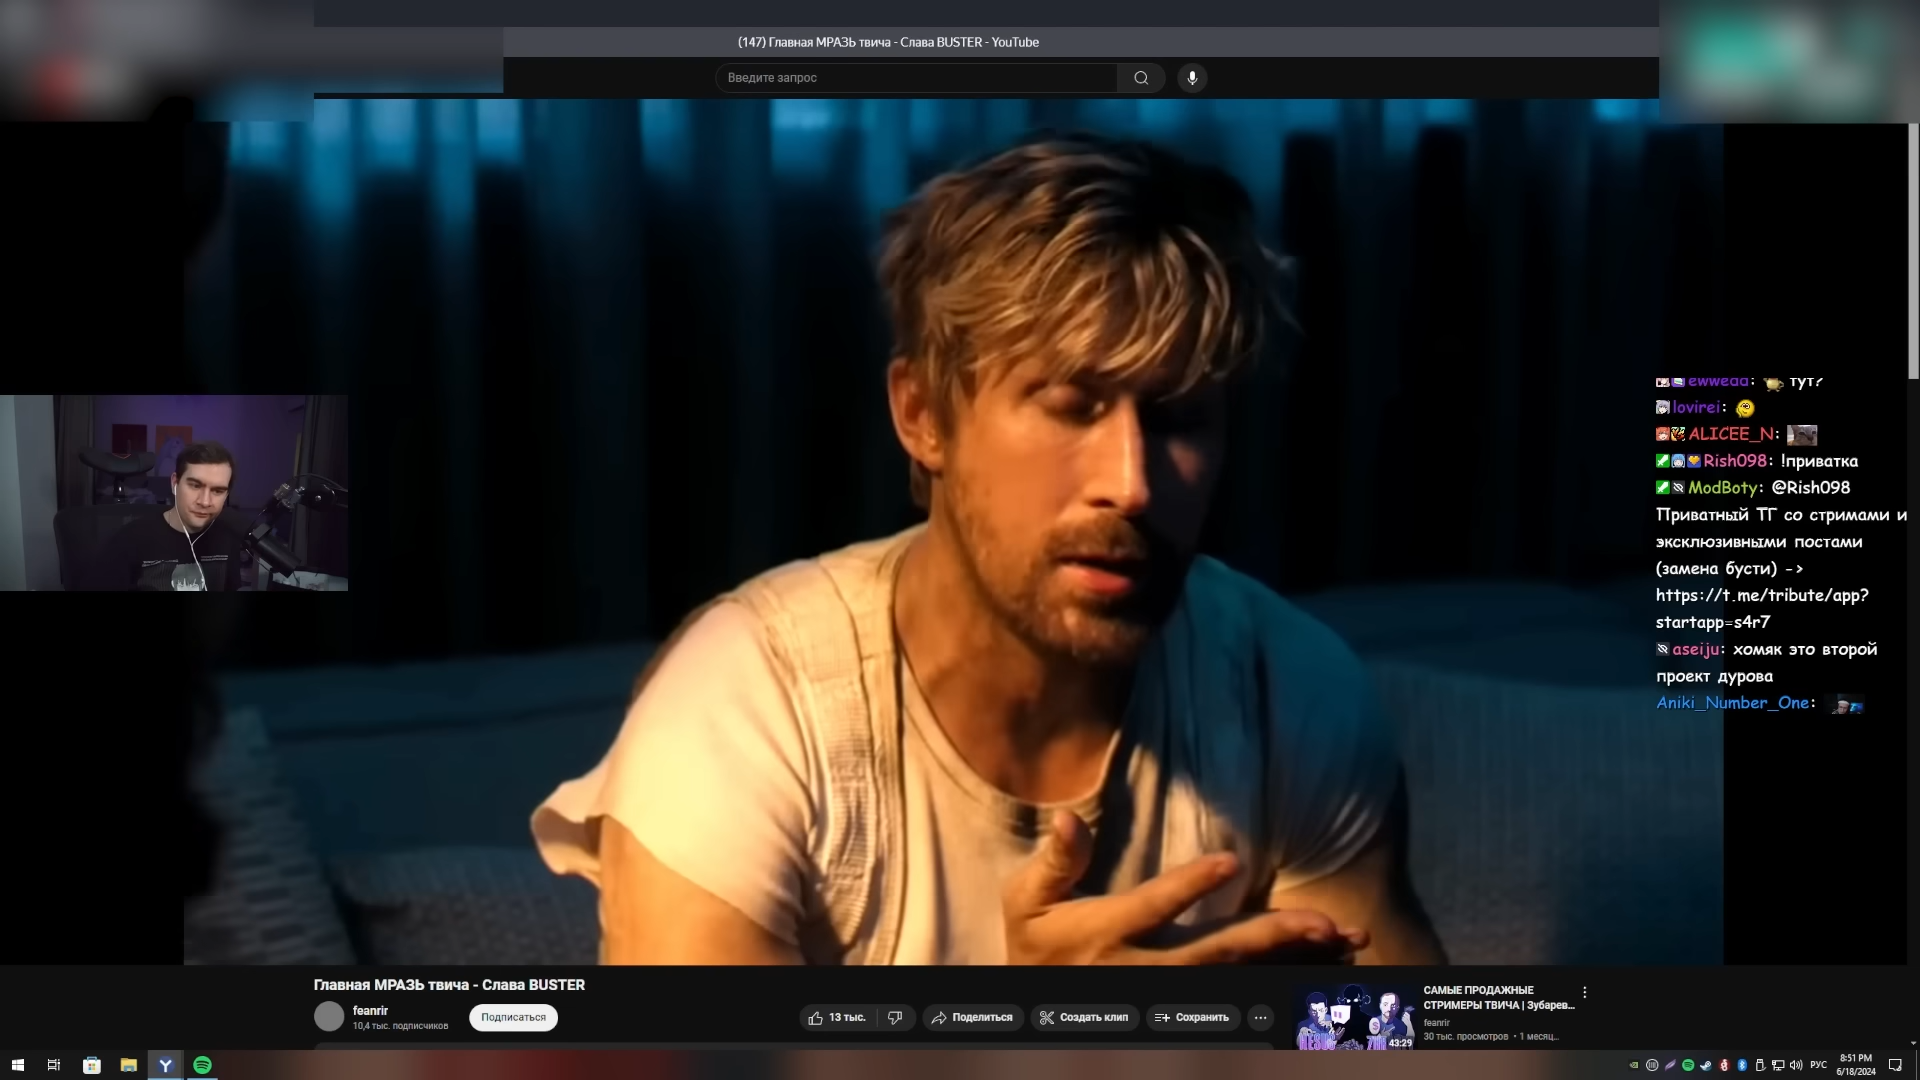 (147) Главная МРАЗЬ твича - Слава BUSTER - YouTube
Введите запрос
ewweda: тут?
lovirei:
ALICEE_N:
Rish098: !приватка
ModBoty: @Rish098
Приватный ТГ со стримами и
эксклюзивными постами
(замена бусти) ->
https://t.me/tribute/app?
startapp=s4r7
aseiju: хомяк это второй
проект дурова
Aniki_Number_One:
Главная МРАЗЬ твича - Слава BUSTER
feanrir
10,4 тыс. подписчиков
Подписаться
13 тыс.
Поделиться
Создать клип
Сохранить
САМЫЕ ПРОДАЖНЫЕ
СТРИМЕРЫ ТВИЧА | Зубарев...
feanrir
30 тыс. просмотров • 1 месяц...
43:29
РУС
8:51 PM
6/18/2024